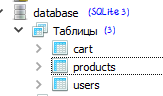 database (SQLite 3)
Таблицы (3)
cart
products
users